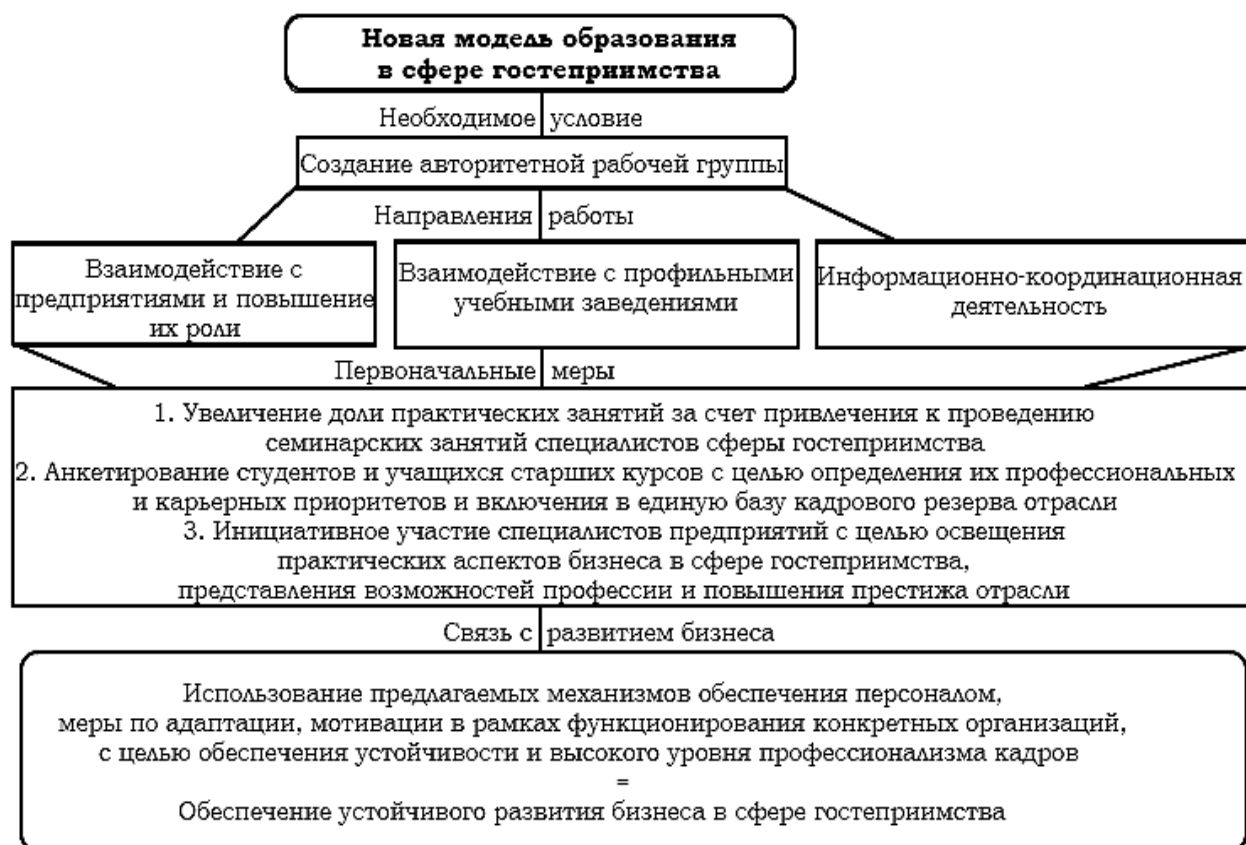 Новая модель образования
в сфере гостеприимства
Необходимое условие
Создание авторитетной рабочей группы
Направления работы
Взаимодействие с
предприятиями и повышение
их роли
Взаимодействие с профильными
учебными заведениями
Информационно-координационная
деятельность
Первоначальные меры
1. Увеличение доли практических занятий за счет привлечения к проведению
семинарских занятий специалистов сферы гостеприимства
2. Анкетирование студентов и учащихся старших курсов с целью определения их профессиональных
и карьерных приоритетов и включения в единую базу кадрового резерва отрасли
3. Инициативное участие специалистов предприятий с целью освещения
практических аспектов бизнеса в сфере гостеприимства,
представления возможностей профессии и повышения престижа отрасли
Связь с развитием бизнеса
Использование предлагаемых механизмов обеспечения персоналом,
меры по адаптации, мотивации в рамках функционирования конкретных организаций,
с целью обеспечения устойчивости и высокого уровня профессионализма кадров
=
Обеспечение устойчивого развития бизнеса в сфере гостеприимства